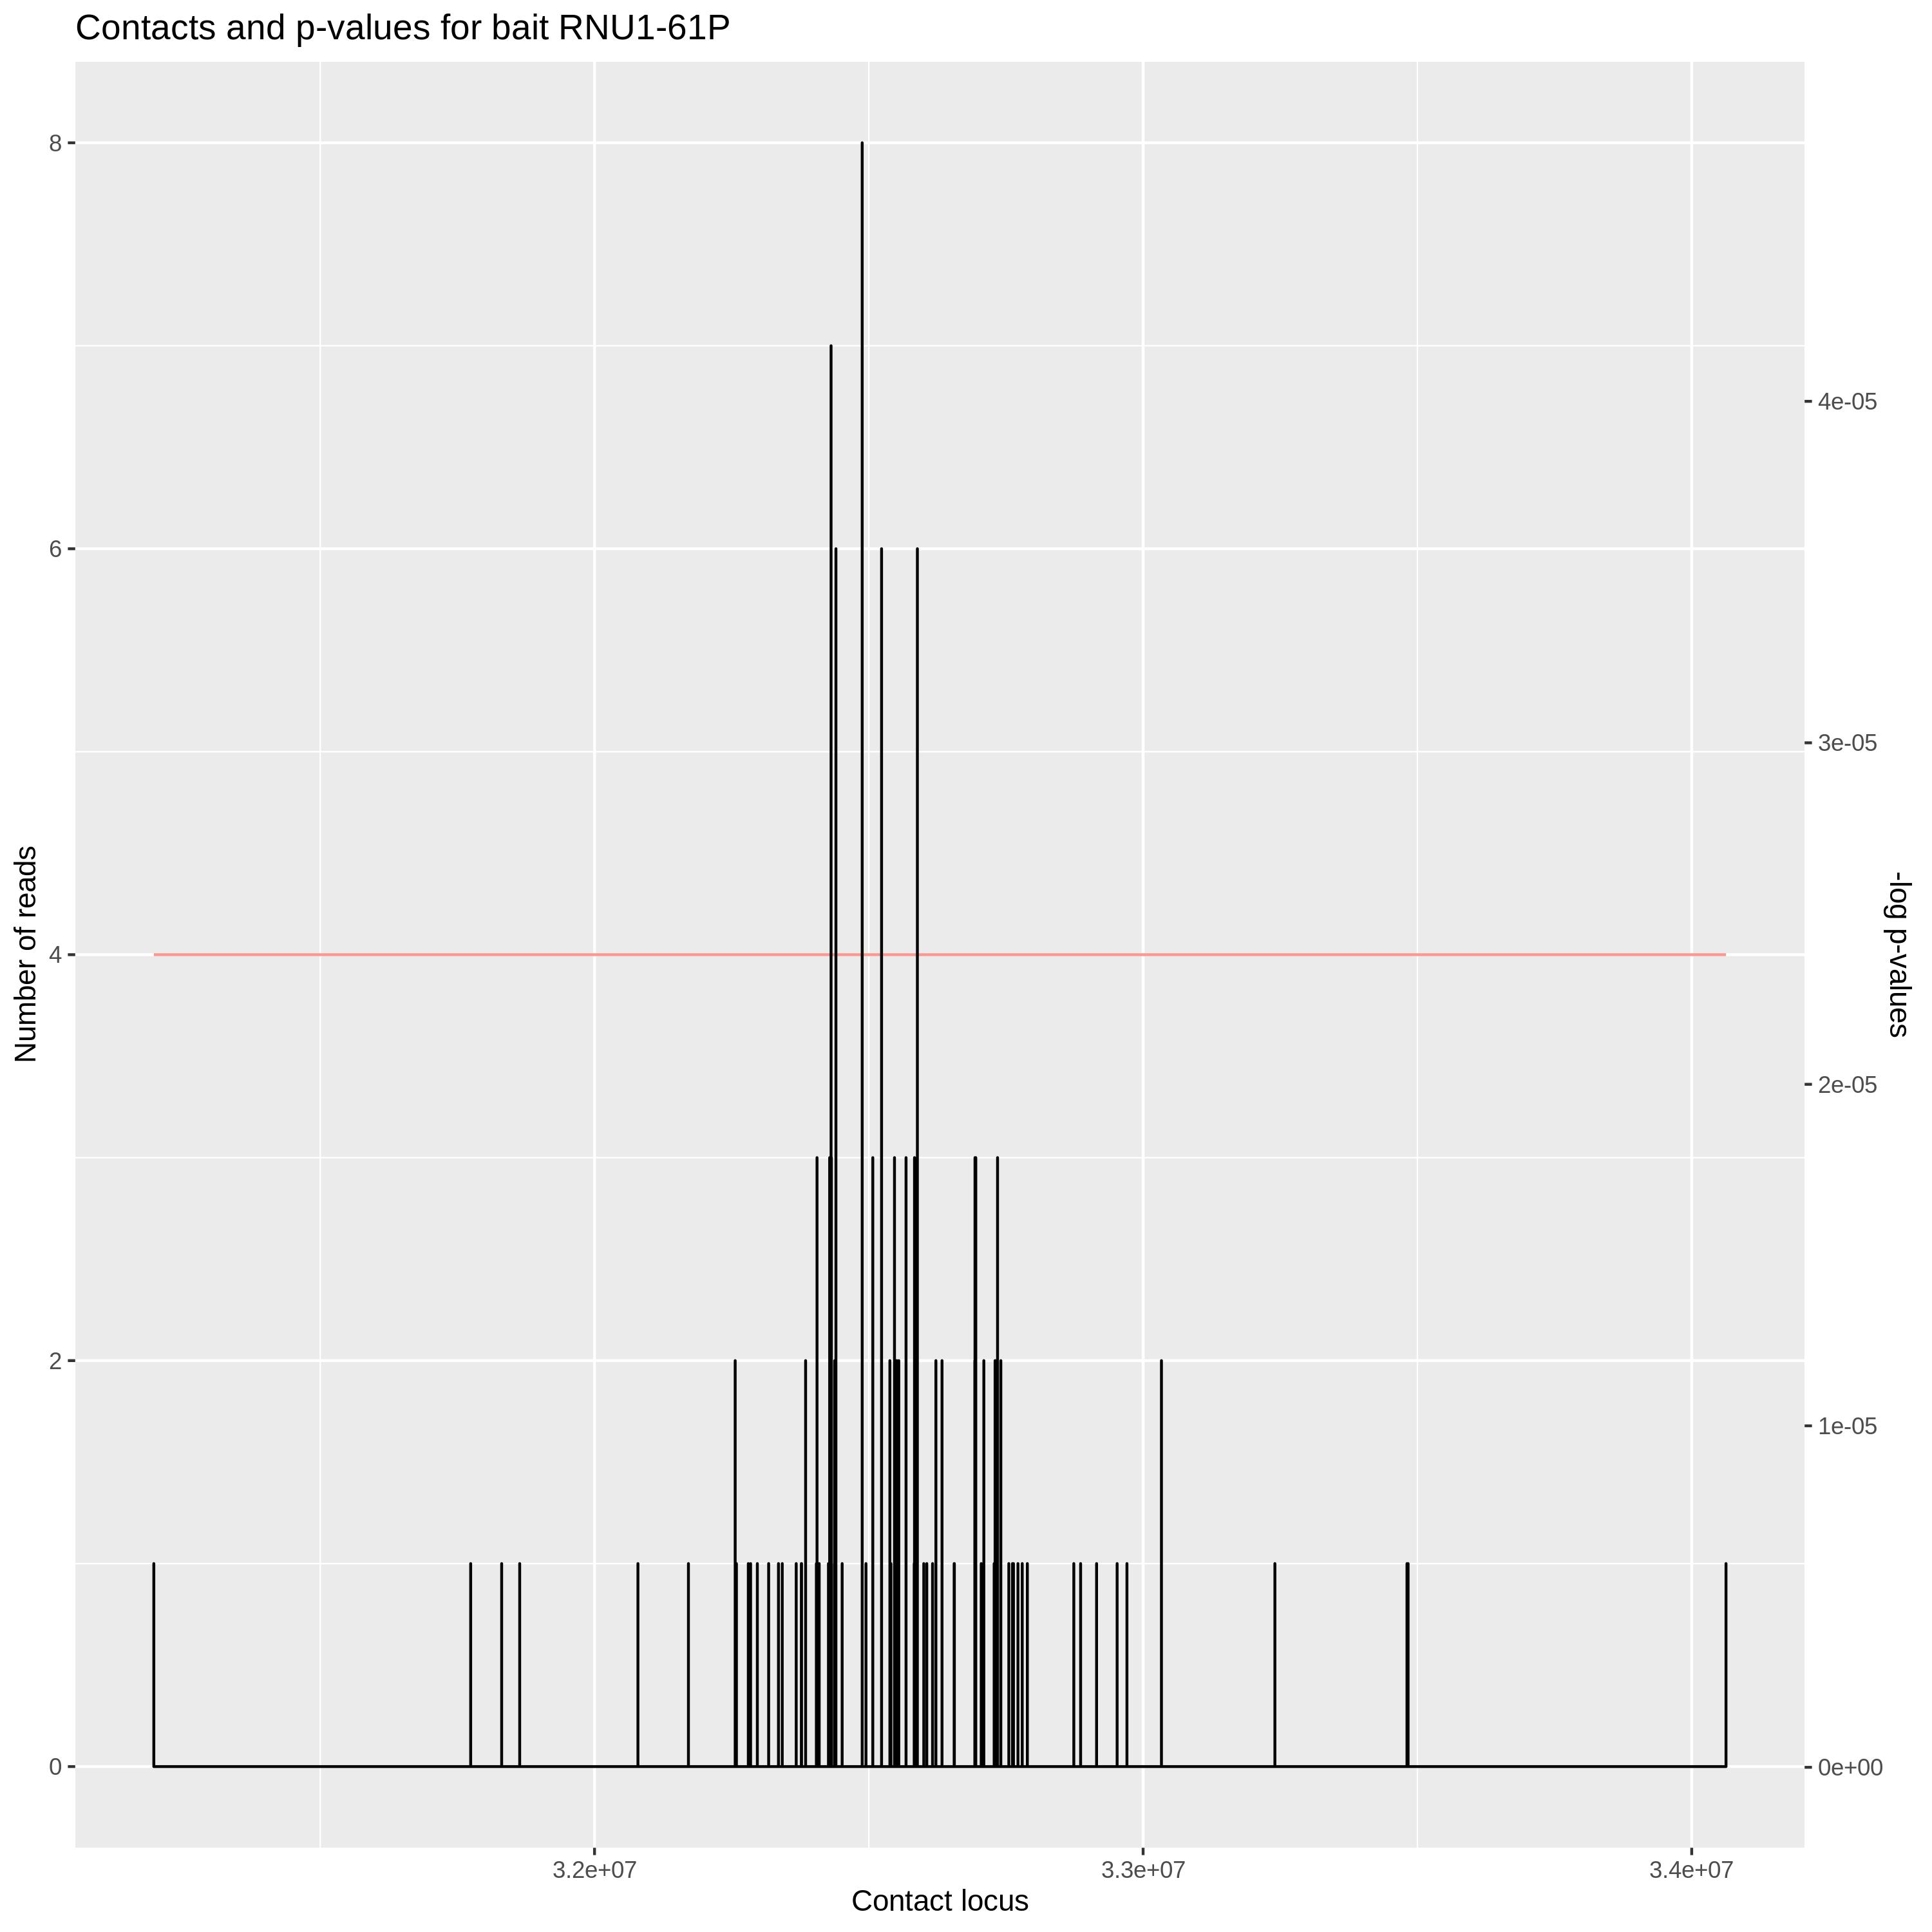 Contacts and p-values for bait RNU1-61P
8
6
4
2
0
Number of reads
4e-05
3e-05
2e-05
1e-05
0e+00
-log p-values
3.2e+07
3.3e+07
3.4e+07
Contact locus